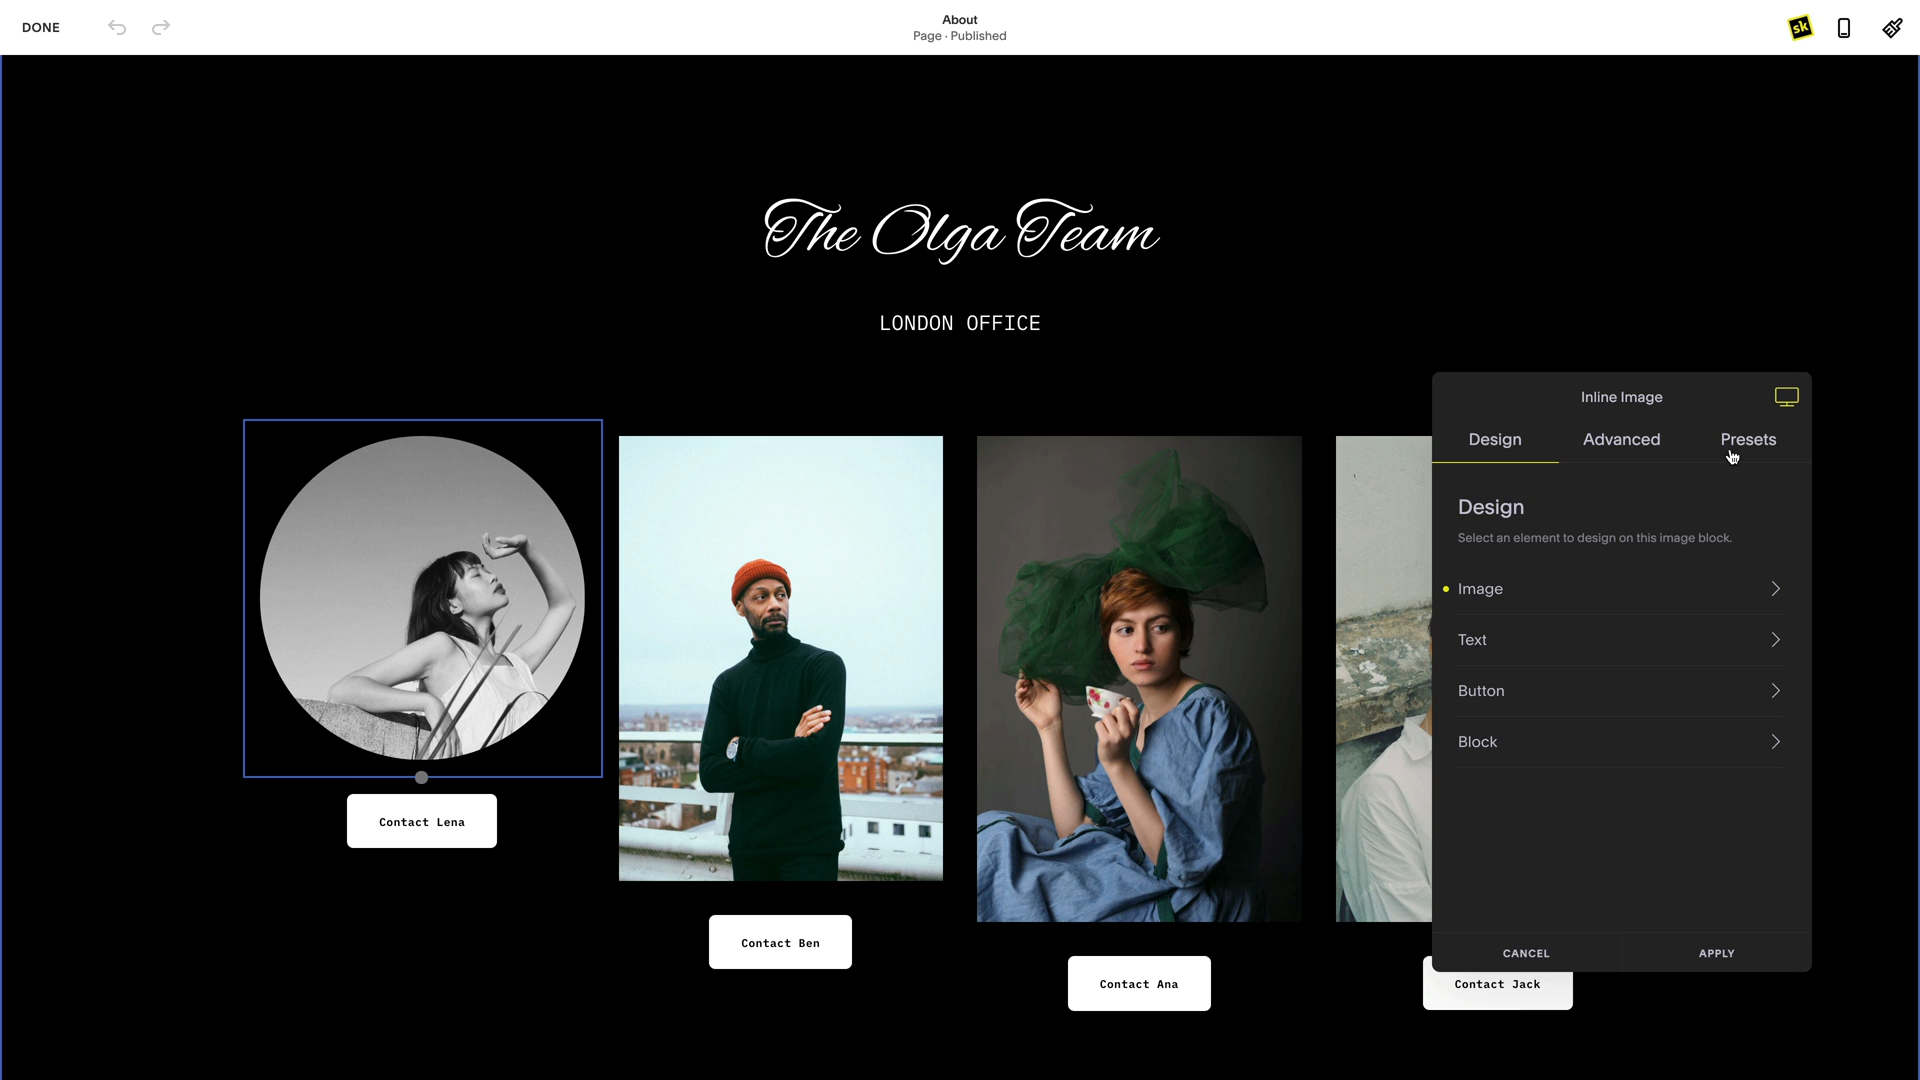 DONE
About
Page · Published
sk
The Olga Team
LONDON OFFICE
Inline Image
Design
Advanced
Presets
Design
Select an element to design on this image block.
Image
Text
Button
Block
CANCEL
APPLY
Contact Lena
Contact Ben
Contact Ana
Contact Jack